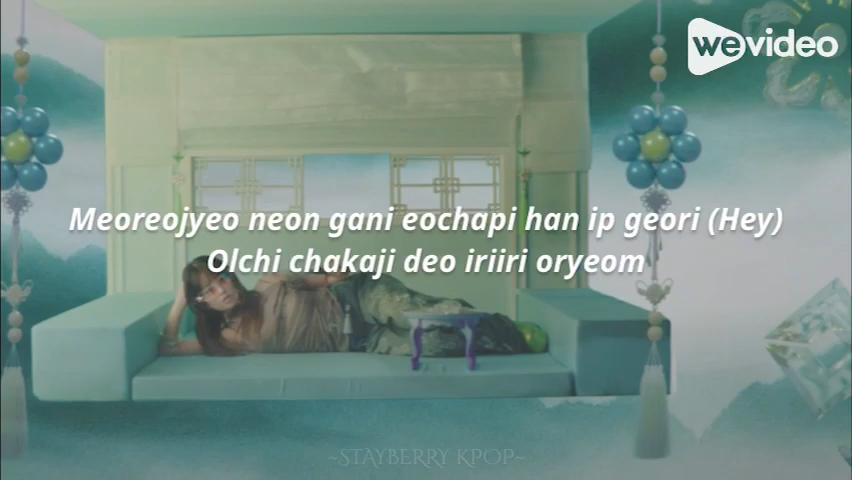 wevideo
Meoreojyeo neon gani eochapi han ip geori (Hey)
Olchi chakaji deo iriiri oryeom
~STAYBERRY KPOP~